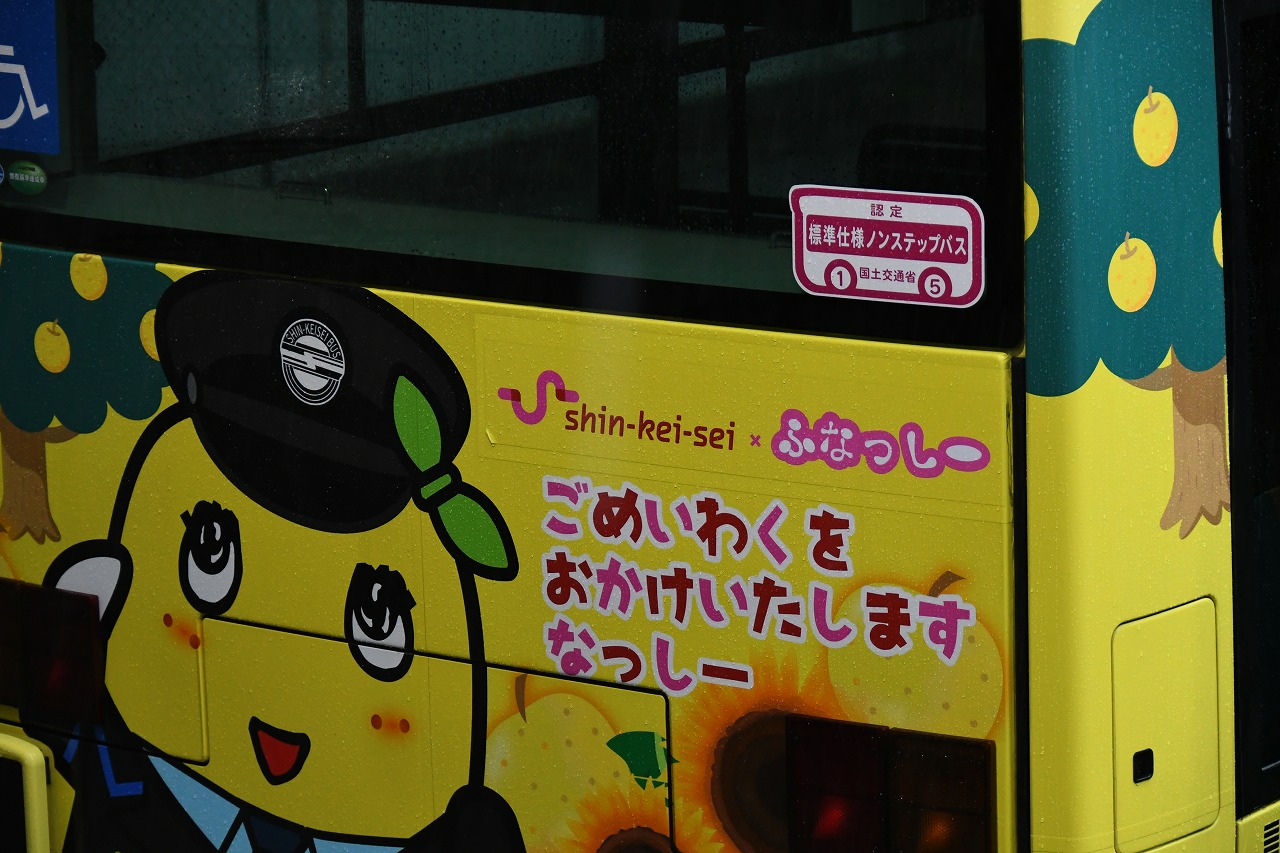 認定
標準仕様ノンステップバス
① 国土交通省 ⑤
SHIN-KEISEI BUS
shin-kei-sei × ふなっしー
ごめいわくを
おかけいたします
なっしー